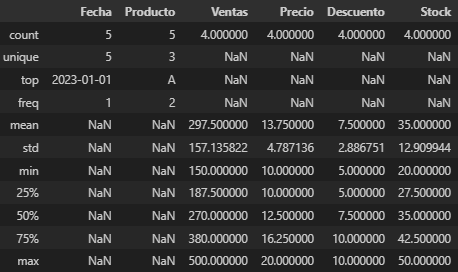 Fecha Producto Ventas Precio Descuento Stock
count 5 5 4.000000 4.000000 4.000000 4.000000
unique 5 3 NaN NaN NaN NaN
top 2023-01-01 A NaN NaN NaN NaN
freq 1 2 NaN NaN NaN NaN
mean NaN NaN 297.500000 13.750000 7.500000 35.000000
std NaN NaN 157.135822 4.787136 2.886751 12.909944
min NaN NaN 150.000000 10.000000 5.000000 20.000000
25% NaN NaN 187.500000 10.000000 5.000000 27.500000
50% NaN NaN 270.000000 12.500000 7.500000 35.000000
75% NaN NaN 380.000000 16.250000 10.000000 42.500000
max NaN NaN 500.000000 20.000000 10.000000 50.000000